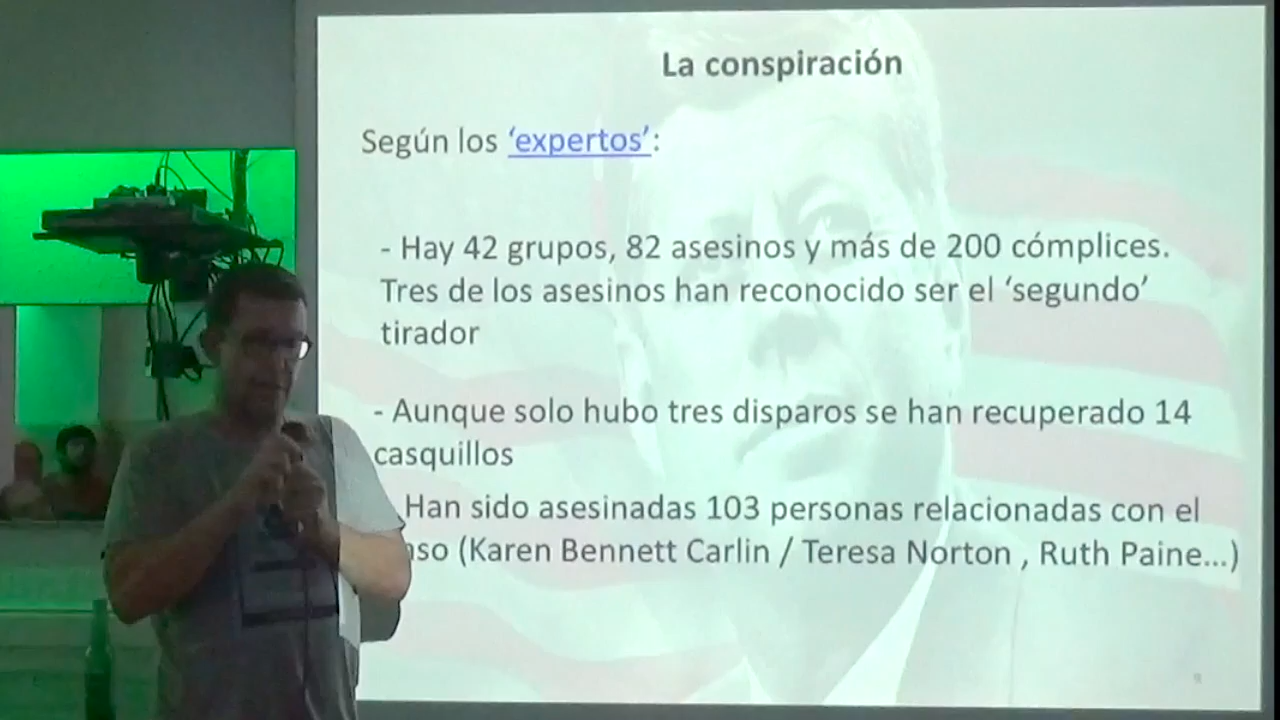 La conspiración
Según los ‘expertos’:
- Hay 42 grupos, 82 asesinos y más de 200 cómplices.
Tres de los asesinos han reconocido ser el ‘segundo’
tirador
- Aunque solo hubo tres disparos se han recuperado 14
casquillos
Han sido asesinadas 103 personas relacionadas con el
(Karen Bennett Carlin / Teresa Norton , Ruth Paine...)